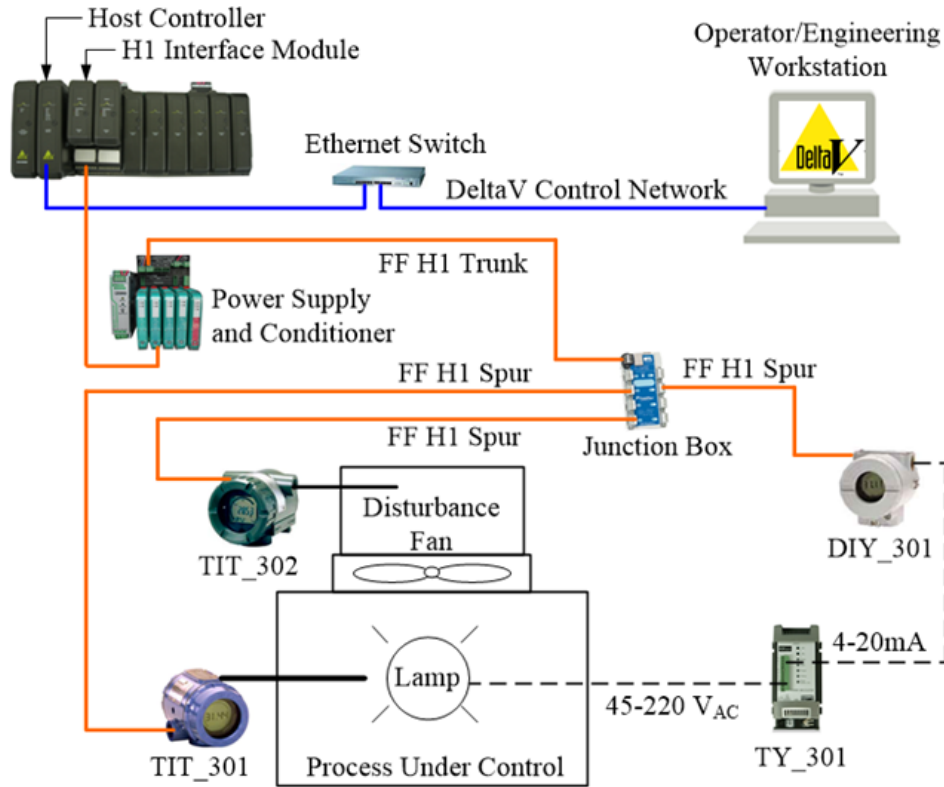 Host Controller
H1 Interface Module
Operator/Engineering
Workstation
Ethernet Switch
DeltaV
DeltaV Control Network
FF H1 Trunk
Power Supply
and Conditioner
FF H1 Spur
FF H1 Spur
FF H1 Spur
Junction Box
Disturbance
Fan
TIT_302
DIY_301
Lamp
4-20mA
45-220 VAC
TIT_301
Process Under Control
TY_301